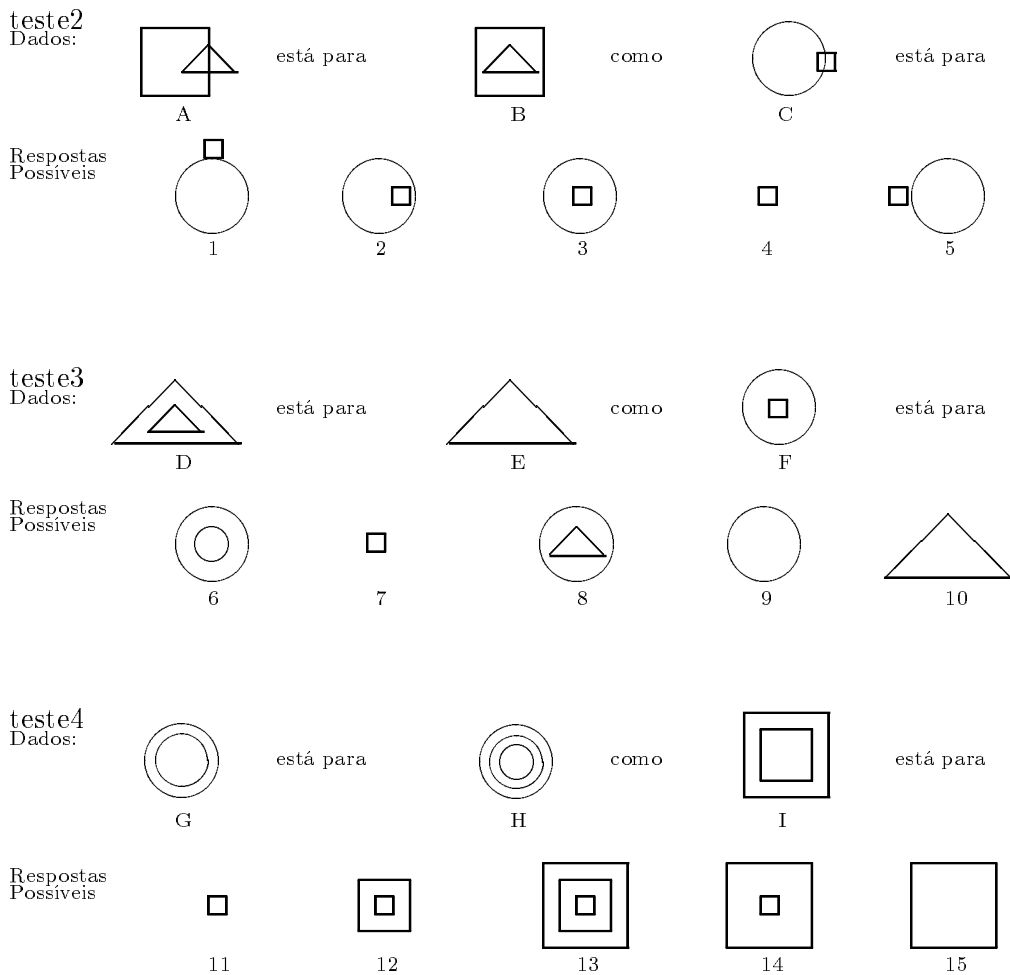 teste2
Dados:
está para
como
está para
A
B
C
Respostas
Possíveis
1
2
3
4
5
teste3
Dados:
está para
como
está para
D
E
F
Respostas
Possíveis
6
7
8
9
10
teste4
Dados:
está para
como
está para
G
H
I
Respostas
Possíveis
11
12
13
14
15